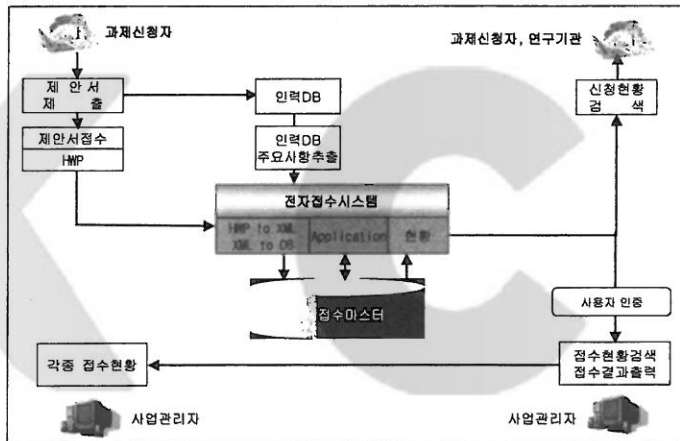 과제신청자
과제신청자, 연구기관
제 안 서
제 출
인력DB
신청현황
검 색
제안서접수
HWP
인력DB
주요사항추출
전자접수시스템
HWP to XML
XML to DB
Application
현황
접수마스터
사용자 인증
각종 접수현황
접수현황검색
접수결과출력
사업관리자
사업관리자